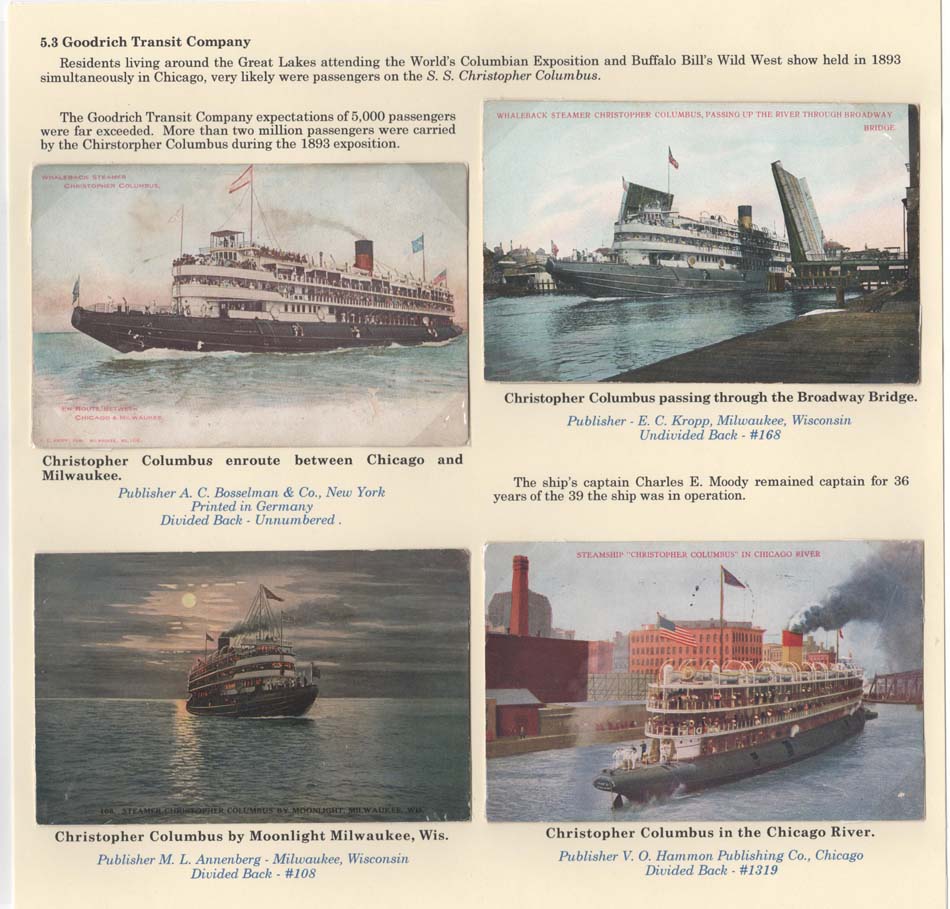 5.3 Goodrich Transit Company
Residents living around the Great Lakes attending the World's Columbian Exposition and Buffalo Bill's Wild West show held in 1893
simultaneously in Chicago, very likely were passengers on the S. S. Christopher Columbus.
The Goodrich Transit Company expectations of 5,000 passengers
were far exceeded. More than two million passengers were carried
by the Chirstorpher Columbus during the 1893 exposition.
WHALEBACK STEAMER
CHRISTOPHER COLUMBUS,
EN ROUTE BETWEEN
CHICAGO & MILWAUKEE.
Christopher Columbus enroute between Chicago and
Milwaukee.
Publisher A. C. Bosselman & Co., New York
Printed in Germany
Divided Back - Unnumbered .
WHALEBACK STEAMER CHRISTOPHER COLUMBUS, PASSING UP THE RIVER THROUGH BROADWAY
BRIDGE.
Christopher Columbus passing through the Broadway Bridge.
Publisher - E. C. Kropp, Milwaukee, Wisconsin
Undivided Back - #168
The ship's captain Charles E. Moody remained captain for 36
years of the 39 the ship was in operation.
108. STEAMER CHRISTOPHER COLUMBUS BY MOONLIGHT, MILWAUKEE, WIS.
Christopher Columbus by Moonlight Milwaukee, Wis.
Publisher M. L. Annenberg - Milwaukee, Wisconsin
Divided Back - #108
STEAMSHIP "CHRISTOPHER COLUMBUS" IN CHICAGO RIVER
Christopher Columbus in the Chicago River.
Publisher V. O. Hammon Publishing Co., Chicago
Divided Back - #1319